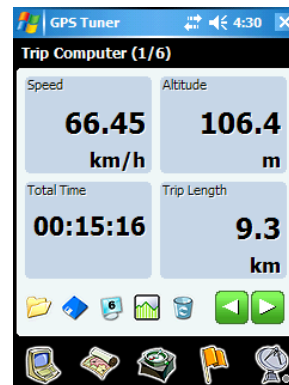 GPS Tuner 4:30
Trip Computer (1/6)
Speed Altitude
66.45 106.4
km/h m
Total Time Trip Length
00:15:16 9.3
km
6